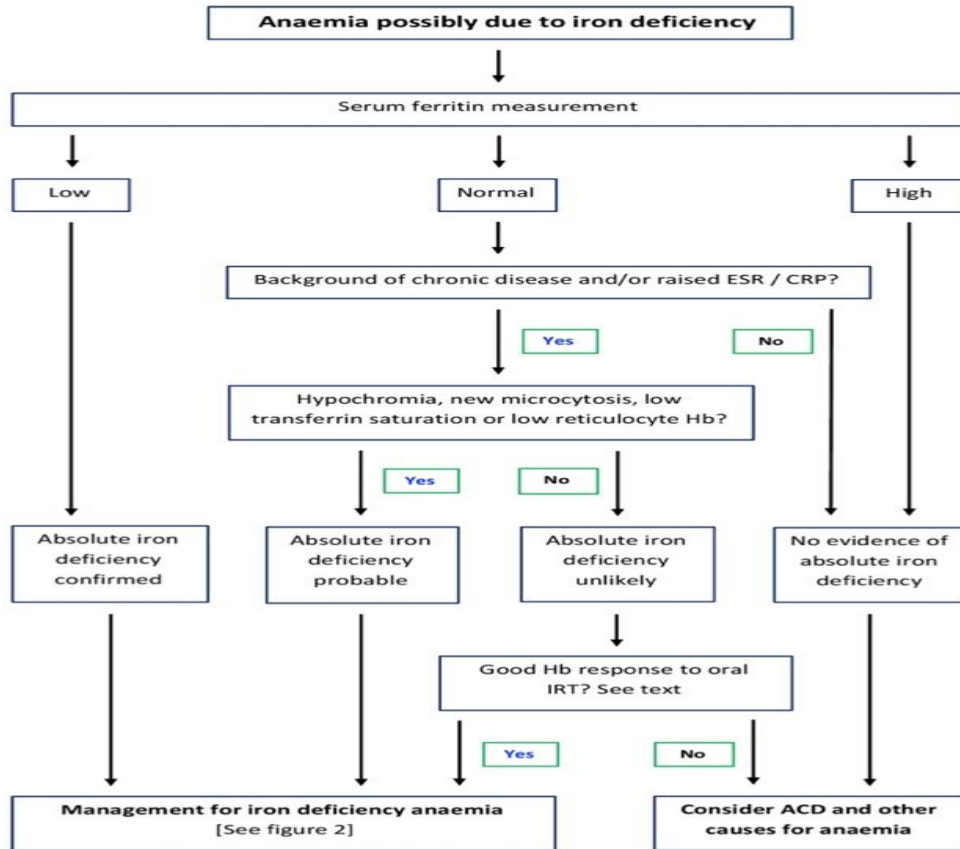 Anaemia possibly due to iron deficiency
Serum ferritin measurement
Low
Normal
High
Background of chronic disease and/or raised ESR / CRP?
Yes
No
Hypochromia, new microcytosis, low
transferrin saturation or low reticulocyte Hb?
Yes
No
Absolute iron
deficiency
confirmed
Absolute iron
deficiency
probable
Absolute iron
deficiency
unlikely
No evidence of
absolute iron
deficiency
Good Hb response to oral
IRT? See text
Yes
No
Management for iron deficiency anaemia
[See figure 2]
Consider ACD and other
causes for anaemia